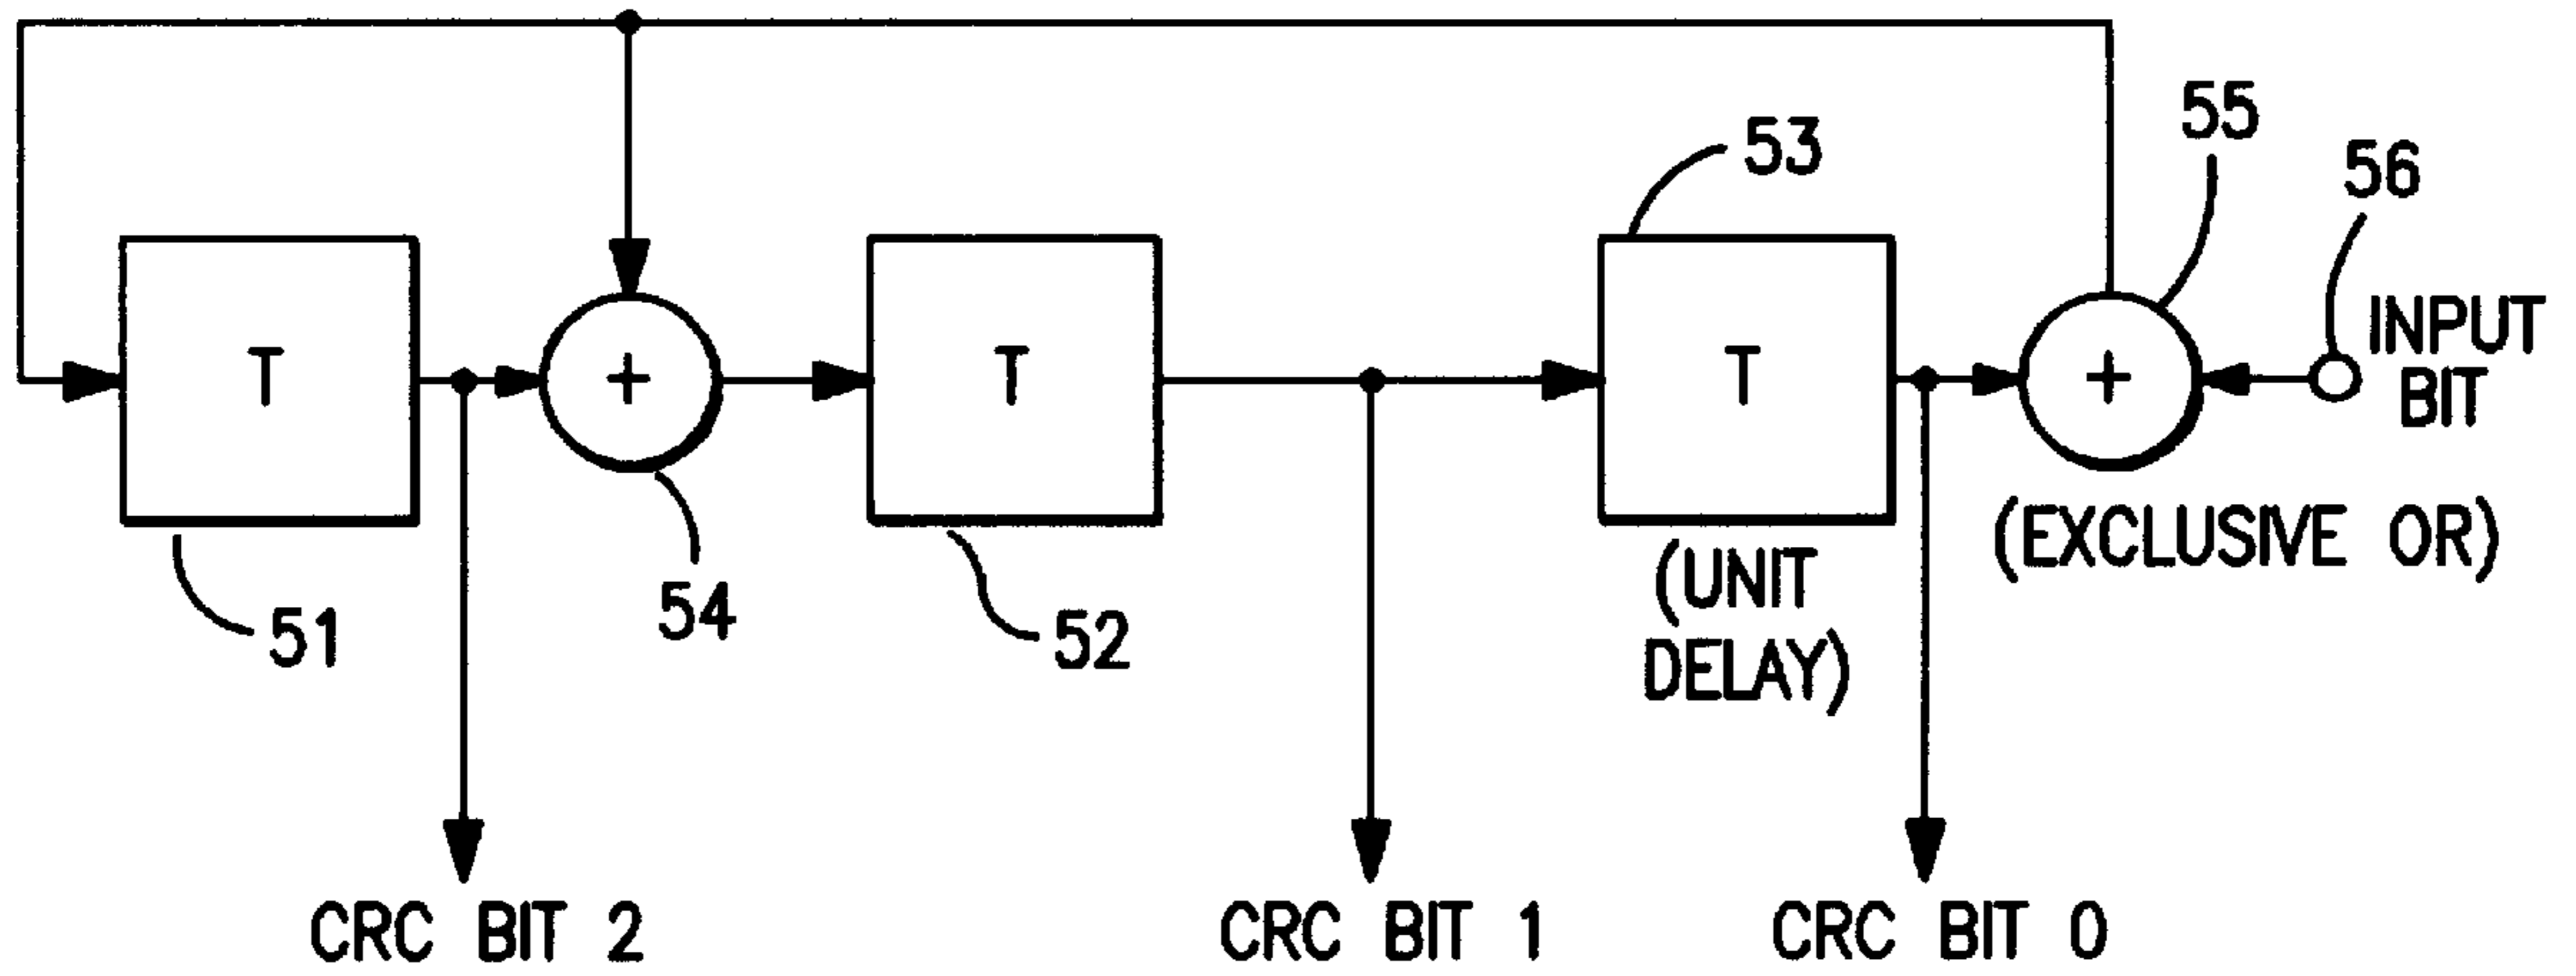 55
53
56
INPUT
BIT
T
+
T
T
+
(EXCLUSIVE OR)
(UNIT
DELAY)
54
51
52
CRC BIT 2
CRC BIT 1
CRC BIT 0